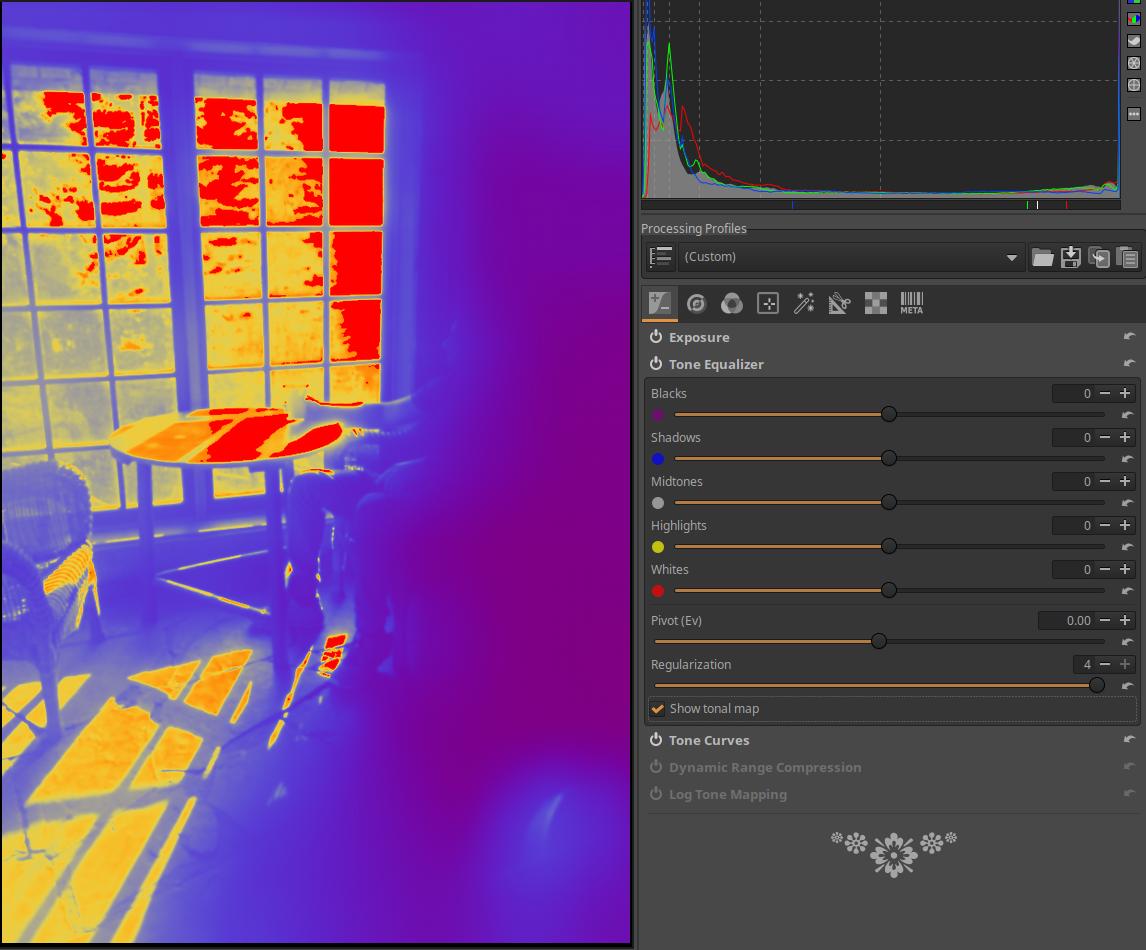 Processing Profiles
(Custom)
META
Exposure
Tone Equalizer
Blacks 0
Shadows 0
Midtones 0
Highlights 0
Whites 0
Pivot (Ev) 0.00
Regularization 4
Show tonal map
Tone Curves
Dynamic Range Compression
Log Tone Mapping